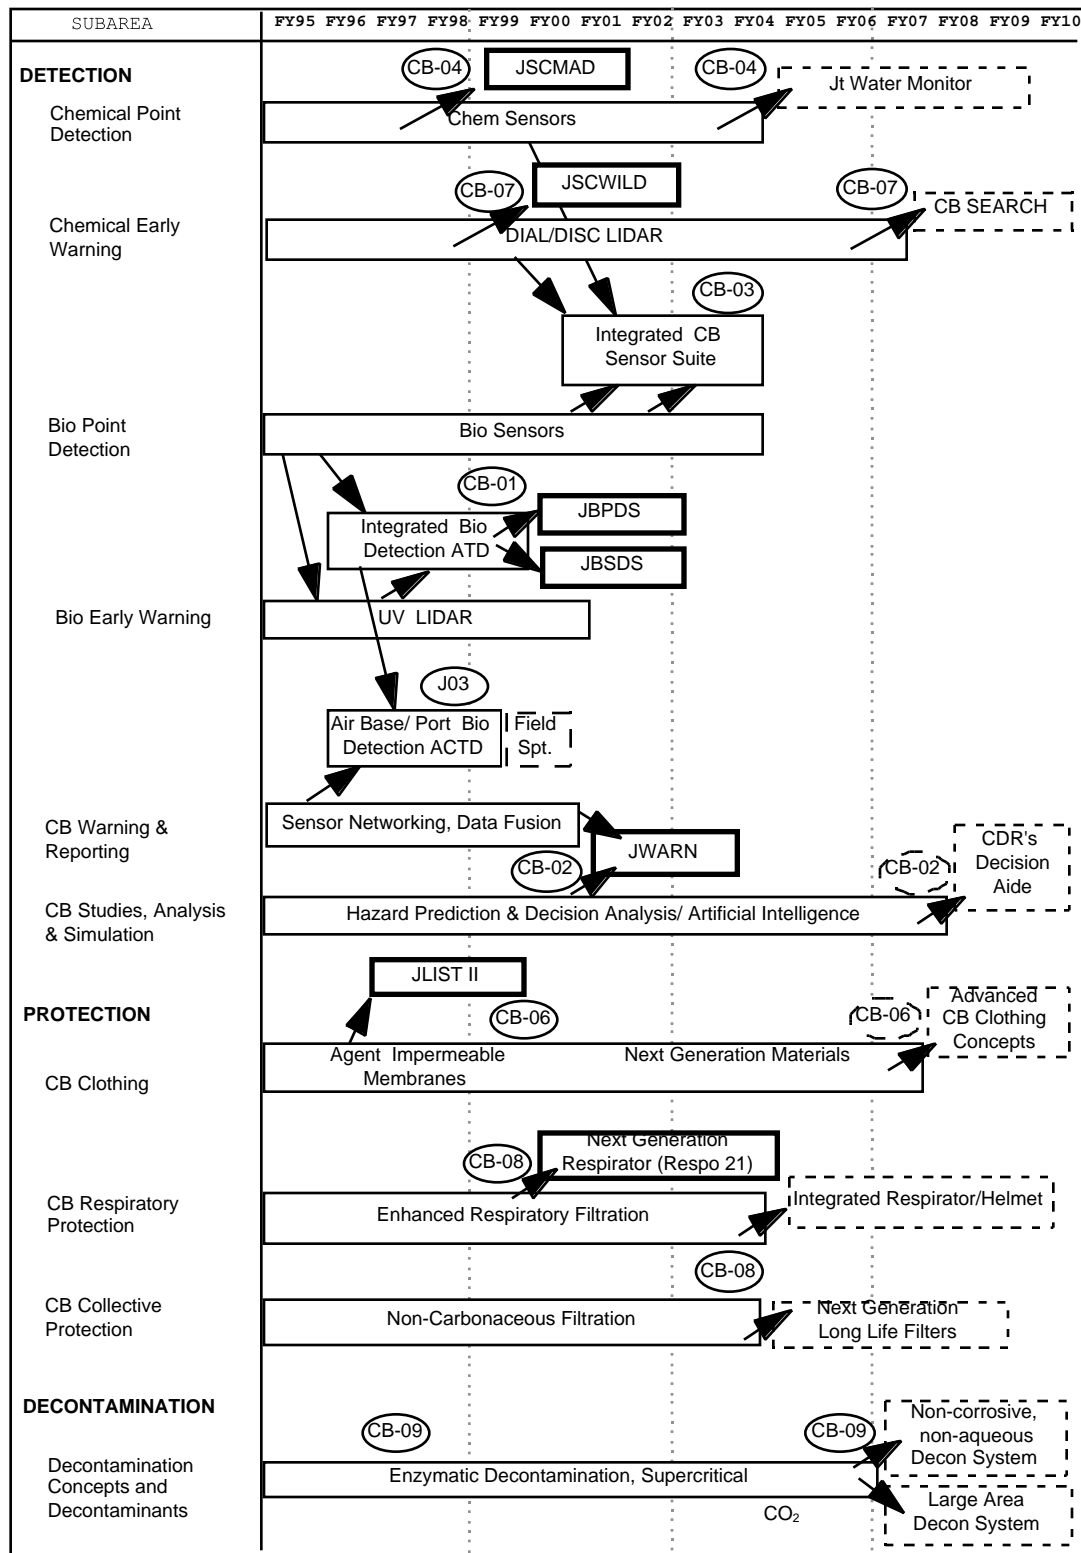 SUBAREA
FY95 FY96 FY97 FY98 FY99 FY00 FY01 FY02 FY03 FY04 FY05 FY06 FY07 FY08 FY09 FY10
DETECTION
CB-04
JSCMAD
CB-04
Jt Water Monitor
Chemical Point
Detection
Chem Sensors
CB-07
JSCWILD
CB-07
CB SEARCH
Chemical Early
Warning
DIAL/DISC LIDAR
CB-03
Integrated CB
Sensor Suite
Bio Point
Detection
Bio Sensors
CB-01
JBPDS
Integrated Bio
Detection ATD
JBSDS
Bio Early Warning
UV LIDAR
J03
Air Base/ Port Bio
Detection ACTD
Field
Spt.
CB Warning &
Reporting
Sensor Networking, Data Fusion
JWARN
CB-02
CB-02
CDR's
Decision
Aide
CB Studies, Analysis
& Simulation
Hazard Prediction & Decision Analysis/ Artificial Intelligence
JLIST II
PROTECTION
CB-06
CB-06
Advanced
CB Clothing
Concepts
CB Clothing
Agent Impermeable
Membranes
Next Generation Materials
CB-08
Next Generation
Respirator (Respo 21)
CB Respiratory
Protection
Enhanced Respiratory Filtration
Integrated Respirator/Helmet
CB-08
CB Collective
Protection
Non-Carbonaceous Filtration
Next Generation
Long Life Filters
DECONTAMINATION
CB-09
CB-09
Non-corrosive,
non-aqueous
Decon System
Decontamination
Concepts and
Decontaminants
Enzymatic Decontamination, Supercritical
CO₂
Large Area
Decon System